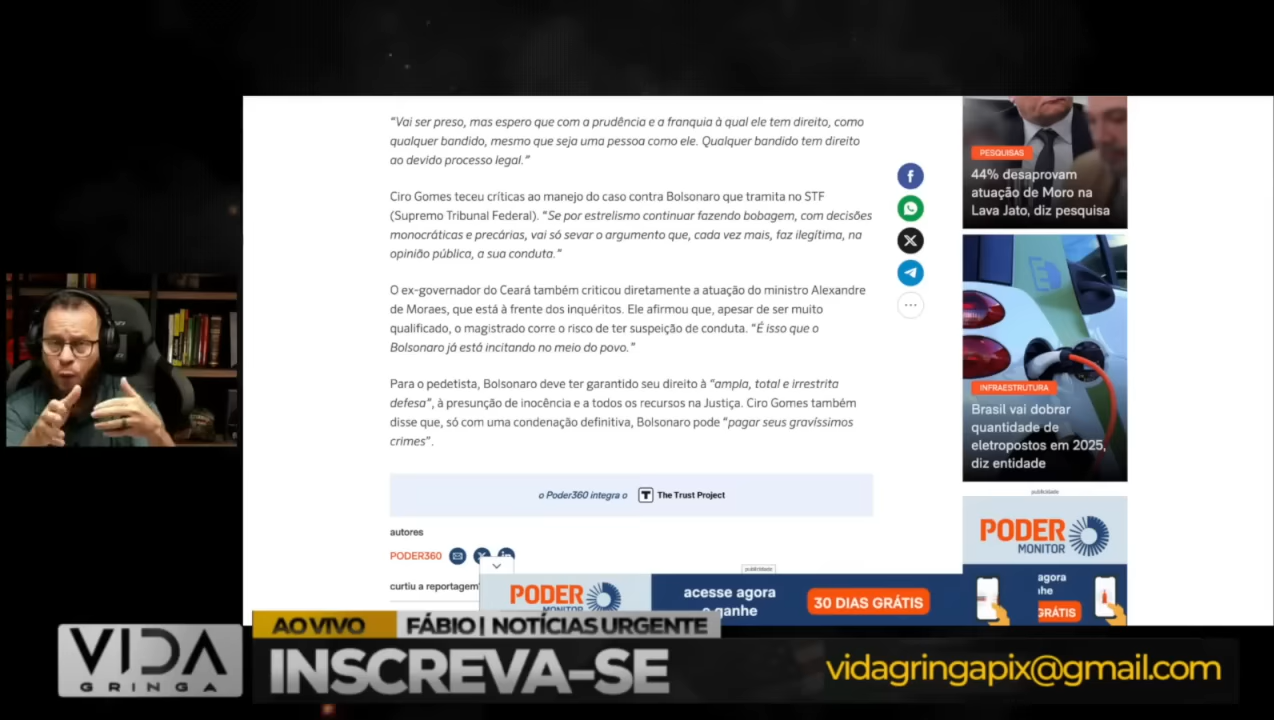 “Vai ser preso, mas espero que com a prudência e a franquia à qual ele tem direito, como
qualquer bandido, mesmo que seja uma pessoa como ele. Qualquer bandido tem direito
ao devido processo legal.”
Ciro Gomes teceu críticas ao manejo do caso contra Bolsonaro que tramita no STF
(Supremo Tribunal Federal). “Se por estrelismo continuar fazendo bobagem, com decisões
monocráticas e precárias, vai só sevar o argumento que, cada vez mais, faz ilegítima, na
opinião pública, a sua conduta.”
O ex-governador do Ceará também criticou diretamente a atuação do ministro Alexandre
de Moraes, que está à frente dos inquéritos. Ele afirmou que, apesar de ser muito
qualificado, o magistrado corre o risco de ter suspeição de conduta. “É isso que o
Bolsonaro já está incitando no meio do povo.”
Para o pedetista, Bolsonaro deve ter garantido seu direito à “ampla, total e irrestrita
defesa”, à presunção de inocência e a todos os recursos na Justiça. Ciro Gomes também
disse que, só com uma condenação definitiva, Bolsonaro pode “pagar seus gravíssimos
crimes”.
o Poder360 integra o T The Trust Project
autores
PODER360
curtiu a reportagem?
PESQUISAS
44% desaprovam
atuação de Moro na
Lava Jato, diz pesquisa
INFRAESTRUTURA
Brasil vai dobrar
quantidade de
eletropostos em 2025,
diz entidade
publicidade
PODER
MONITOR
agora
GRÁTIS
publicidade
PODER
MONITOR
acesse agora
e ganhe
30 DIAS GRÁTIS
AO VIVO
FÁBIO | NOTÍCIAS URGENTE
VIDA
GRINGA
INSCREVA-SE
vidagringapix@gmail.com